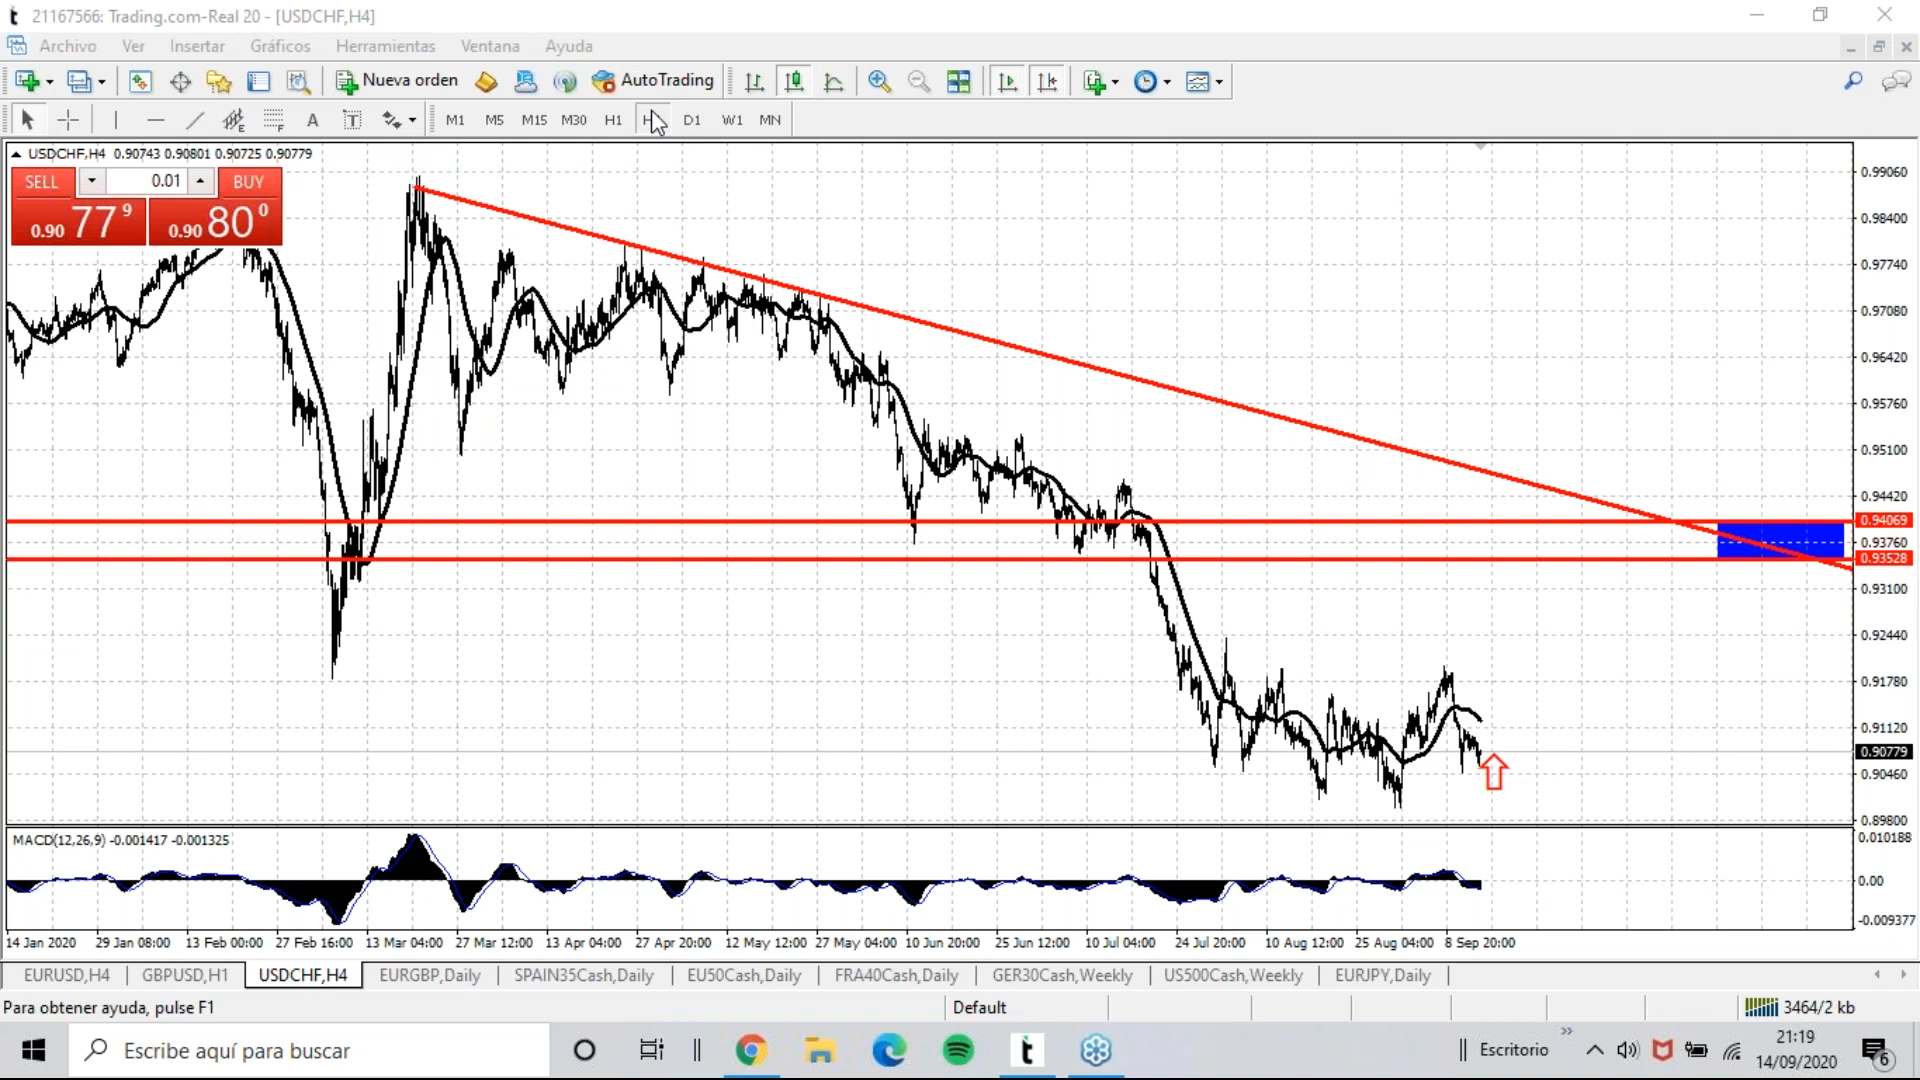 21167566: Trading.com-Real 20 - [USDCHF,H4]
Archivo Ver Insertar Gráficos Herramientas Ventana Ayuda
Nueva orden AutoTrading
E F A T M1 M5 M15 M30 H1 D1 W1 MN
USDCHF,H4 0.90743 0.90801 0.90725 0.90779
SELL 0.01 BUY
0.90 77 9 0.90 80 0
0.99060
0.98400
0.97740
0.97080
0.96420
0.95760
0.95100
0.94420
0.94069
0.93760
0.93528
0.93100
0.92440
0.91780
0.91120
0.90779
0.90460
0.89800
MACD(12,26,9) -0.001417 -0.001325
0.010188
0.00
-0.009377
14 Jan 2020 29 Jan 08:00 13 Feb 00:00 27 Feb 16:00 13 Mar 04:00 27 Mar 12:00 13 Apr 04:00 27 Apr 20:00 12 May 12:00 27 May 04:00 10 Jun 20:00 25 Jun 12:00 10 Jul 04:00 24 Jul 20:00 10 Aug 12:00 25 Aug 04:00 8 Sep 20:00
EURUSD,H4 GBPUSD,H1 USDCHF,H4 EURGBP,Daily SPAIN35Cash,Daily EU50Cash,Daily FRA40Cash,Daily GER30Cash,Weekly US500Cash,Weekly EURJPY,Daily
Para obtener ayuda, pulse F1 Default 3464/2 kb
Escribe aquí para buscar t Escritorio 21:19
14/09/2020 6